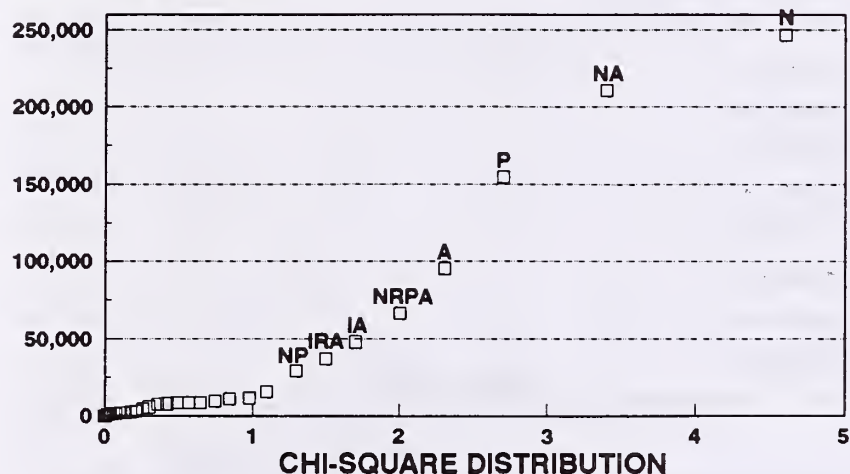 N
250,000
NA
200,000
P
150,000
A
100,000
NRPA
IA
50,000
IRA
NP
0
0 1 2 3 4 5
CHI-SQUARE DISTRIBUTION